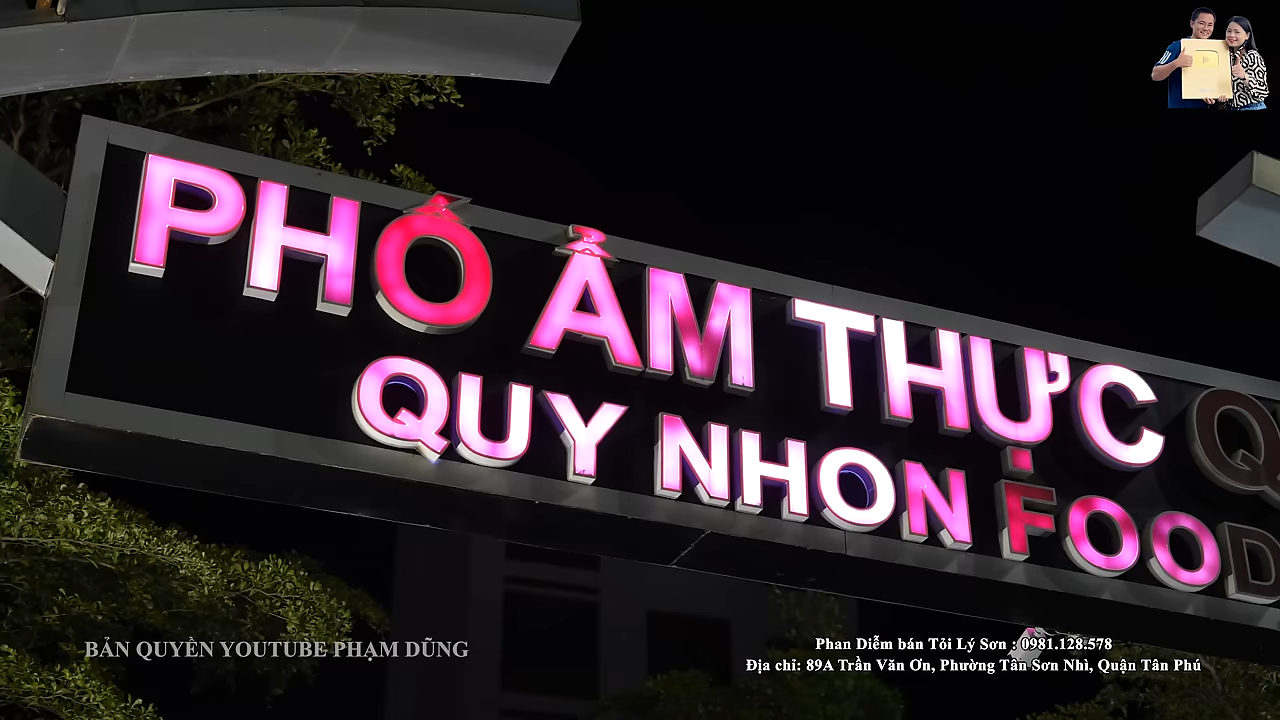 PHỐ ẨM THỰC Q
QUY NHON FOOD
BẢN QUYỀN YOUTUBE PHẠM DŨNG
Phan Diễm bán Tỏi Lý Sơn : 0981.128.578
Địa chỉ: 89A Trần Văn Ơn, Phường Tân Sơn Nhì, Quận Tân Phú